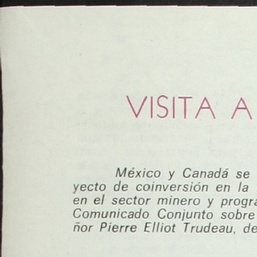 VISITA A
México y Canadá se
yecto de coinversión en la
en el sector minero y progra
Comunicado Conjunto sobre
ñor Pierre Elliot Trudeau, de